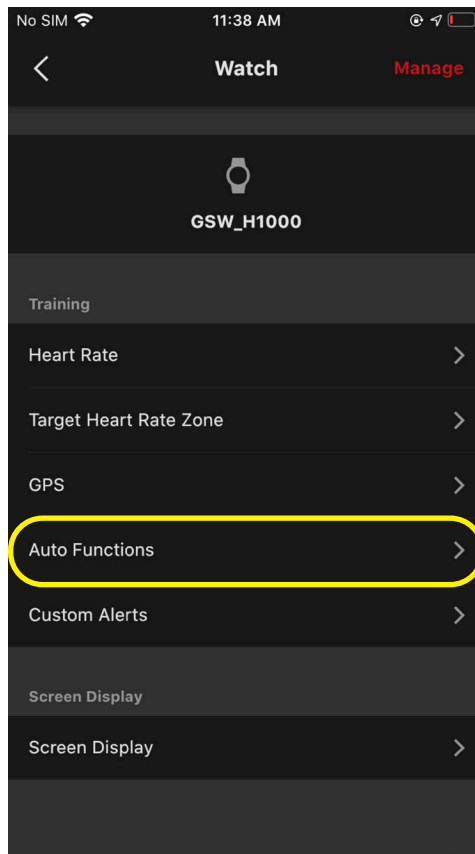 No SIM 11:38 AM
Watch Manage
GSW_H1000
Training
Heart Rate
Target Heart Rate Zone
GPS
Auto Functions
Custom Alerts
Screen Display
Screen Display